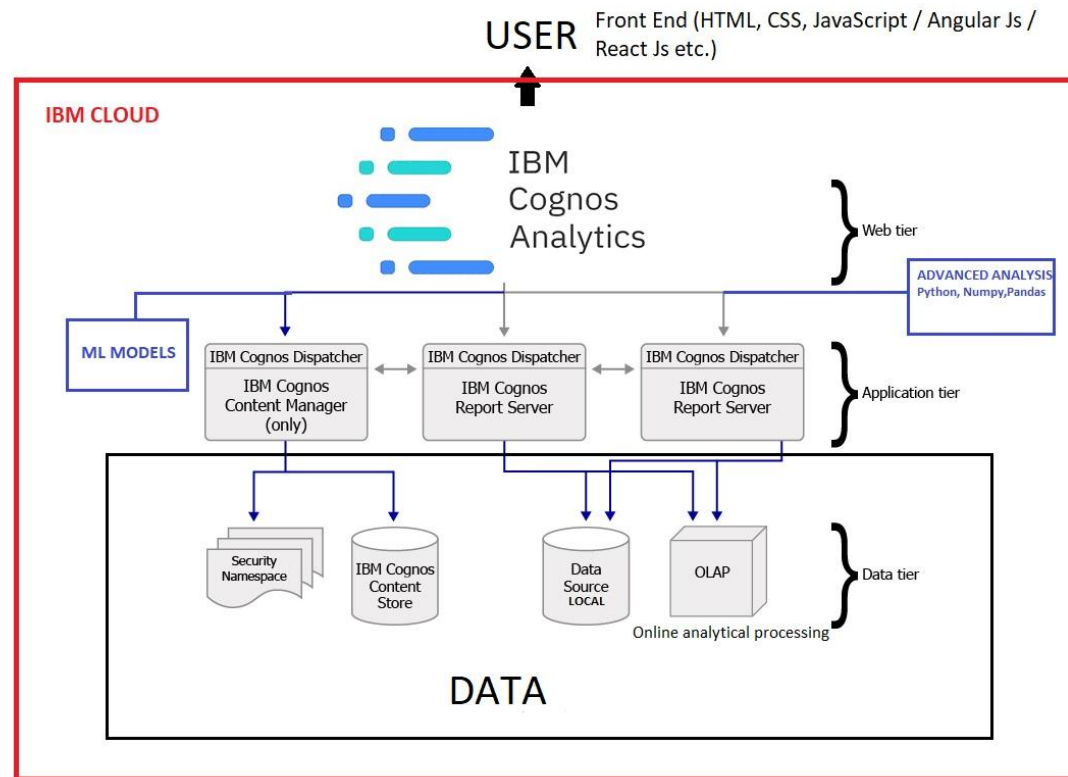 USER
Front End (HTML, CSS, JavaScript / Angular Js /
React Js etc.)
IBM CLOUD
IBM
Cognos
Analytics
Web tier
ADVANCED ANALYSIS
Python, Numpy,Pandas
ML MODELS
IBM Cognos Dispatcher
IBM Cognos
Content Manager
(only)
IBM Cognos Dispatcher
IBM Cognos
Report Server
IBM Cognos Dispatcher
IBM Cognos
Report Server
Application tier
Security
Namespace
IBM Cognos
Content
Store
Data
Source
LOCAL
OLAP
Online analytical processing
Data tier
DATA